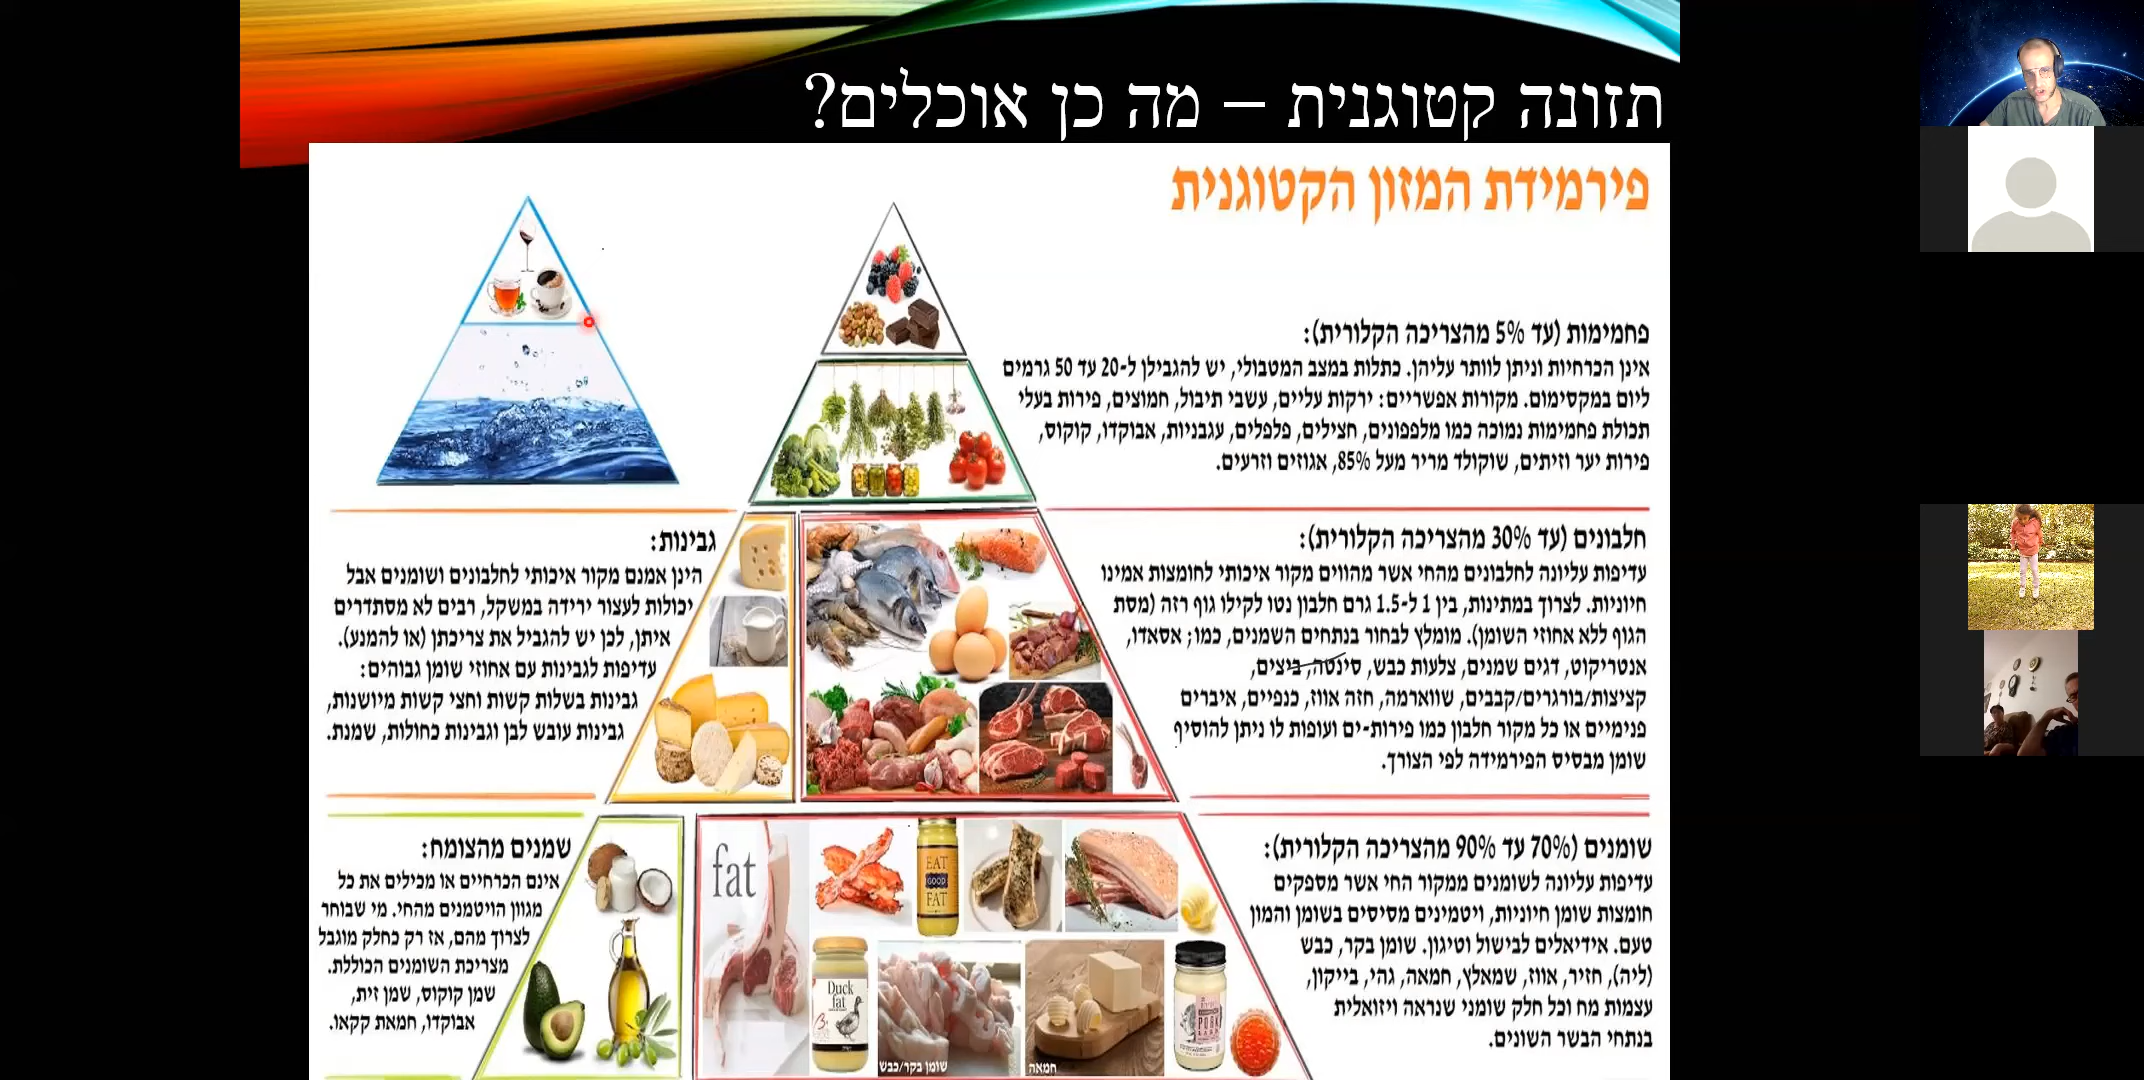 תזונה קטוגנית – מה כן אוכלים?
פירמידת המזון הקטוגנית
פחמימות (עד 5% מהצריכה הקלורית):
אינן הכרחיות וניתן לוותר עליהן. כתלות במצב המטבולי, יש להגבילן ל-20 עד 50 גרמים
ליום במקסימום. מקורות אפשריים: ירקות עליים, עשבי תיבול, חמוצים, פירות בעלי
תכולת פחמימות נמוכה כמו מלפפונים, חצילים, פלפלים, עגבניות, אבוקדו, קוקוס,
פירות יער וזיתים, שוקולד מריר מעל 85%, אגוזים וזרעים.
חלבונים (עד 30% מהצריכה הקלורית):
עדיפות עליונה לחלבונים מהחי אשר מהווים מקור איכותי לחומצות אמינו
חיוניות. לצרוך במתינות, בין 1 ל-1.5 גרם חלבון נטו לקילו גוף רזה (מסת
הגוף ללא אחוזי השומן). מומלץ לבחור בנתחים השמנים, כמו; אסאדו,
אנטריקוט, דגים שמנים, צלעות כבש, סינטה, ביצים,
קציצות/בורגרים/קבבים, שווארמה, חזה אווז, כנפיים, איברים
פנימיים או כל מקור חלבון כמו פירות-ים ועופות לו ניתן להוסיף
שומן מבסיס הפירמידה לפי הצורך.
גבינות:
הינן אמנם מקור איכותי לחלבונים ושומנים אבל
יכולות לעצור ירידה במשקל, רבים לא מסתדרים
איתן, לכן יש להגביל את צריכתן (או להמנע).
עדיפות לגבינות עם אחוזי שומן גבוהים:
גבינות בשלות קשות וחצי קשות מיושנות,
גבינות עובש לבן וגבינות כחולות, שמנת.
שומנים (70% עד 90% מהצריכה הקלורית):
עדיפות עליונה לשומנים ממקור החי אשר מספקים
חומצות שומן חיוניות, ויטמינים מסיסים בשומן והמון
טעם. אידיאלים לבישול וטיגון. שומן בקר, כבש
(ליה), חזיר, אווז, שמאלץ, חמאה, גהי, בייקון,
עצמות מח וכל חלק שומני שנראה ויזואלית
בנתחי הבשר השונים.
שמנים מהצומח:
אינם הכרחיים או מכילים את כל
מגוון הויטמנים מהחי. מי שבוחר
לצרוך מהם, אז רק כחלק מוגבל
מצריכת השומנים הכוללת.
שמן קוקוס, שמן זית,
אבוקדו, חמאת קקאו.
fat
EAT
GOOD
FAT
Duck
fat
שומן בקר/כבש
חמאה
PORK